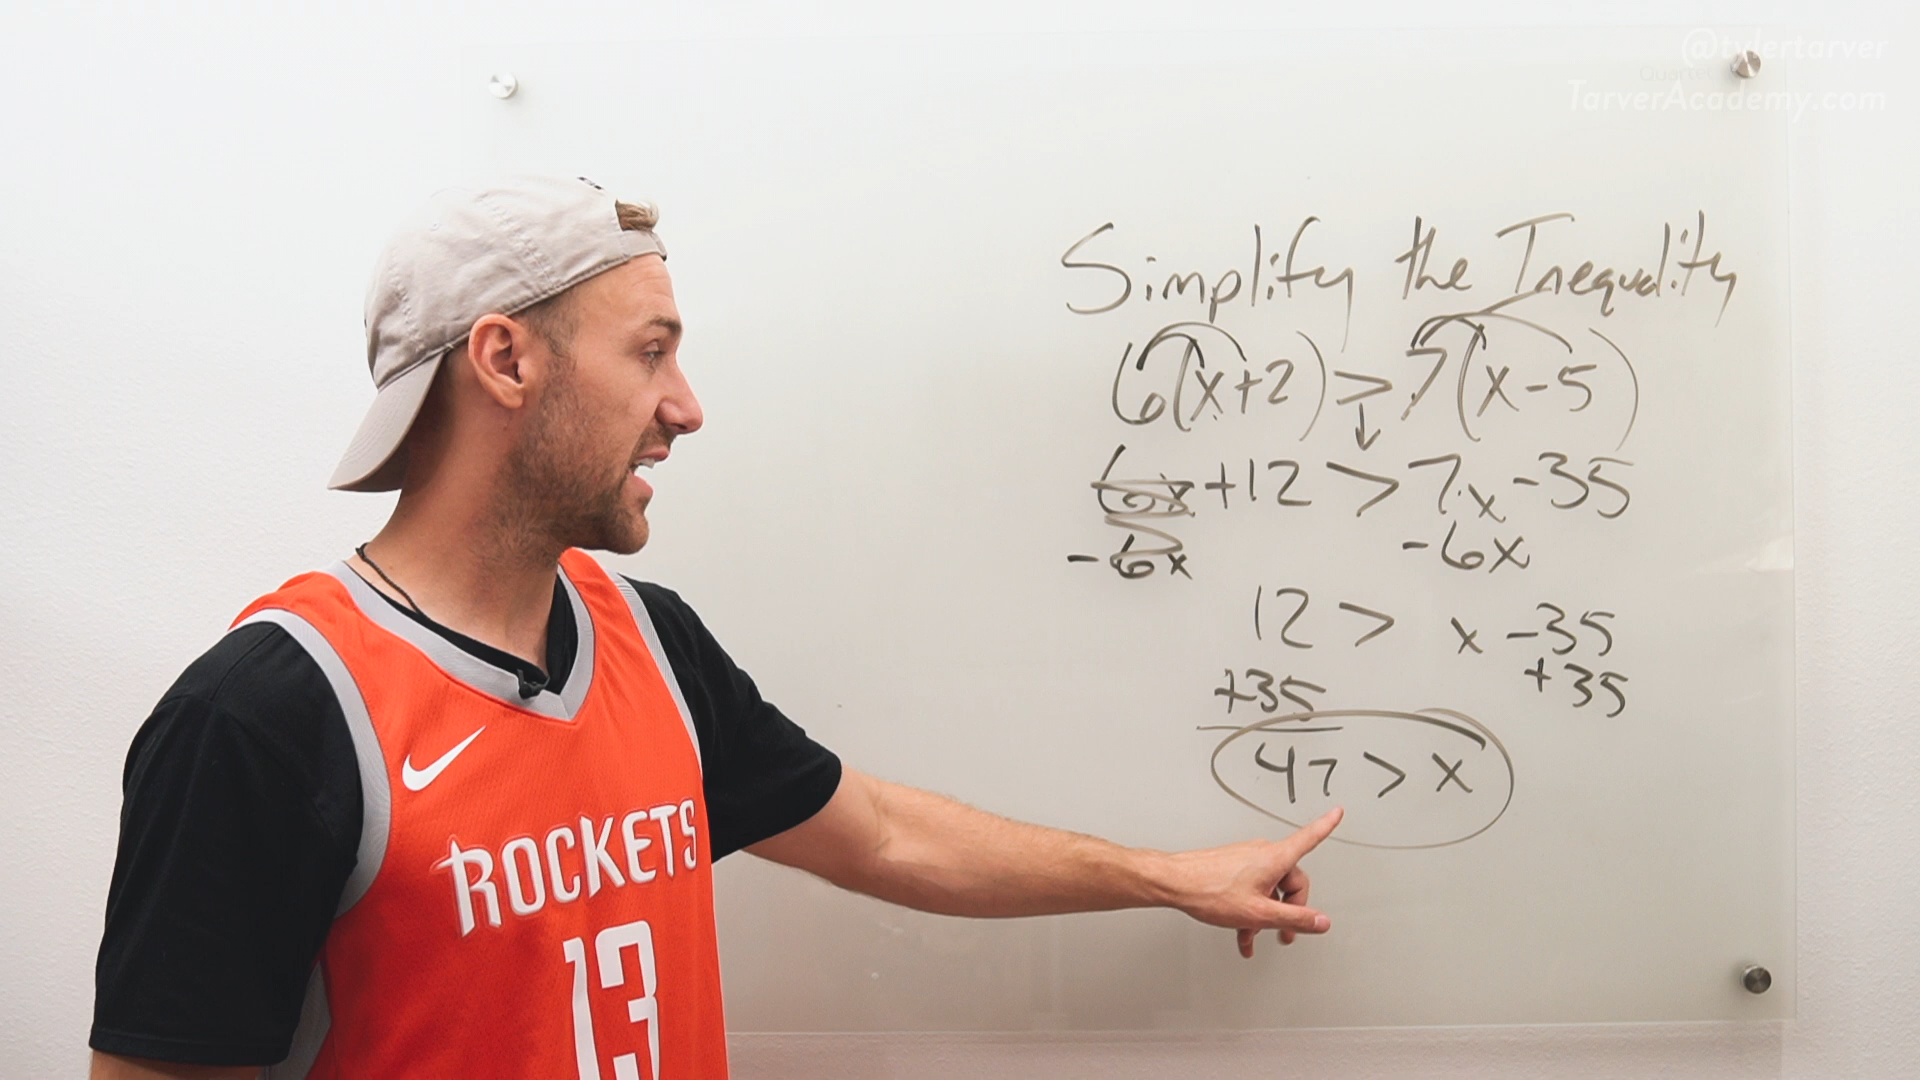 @tylertarver
Quartet
TarverAcademy.com
Simplify the Inequality
6(x+2) > 7(x-5)
6x+12 > 7x-35
-6x -6x
12 > x-35
+35 +35
47 > x
ROCKETS
13